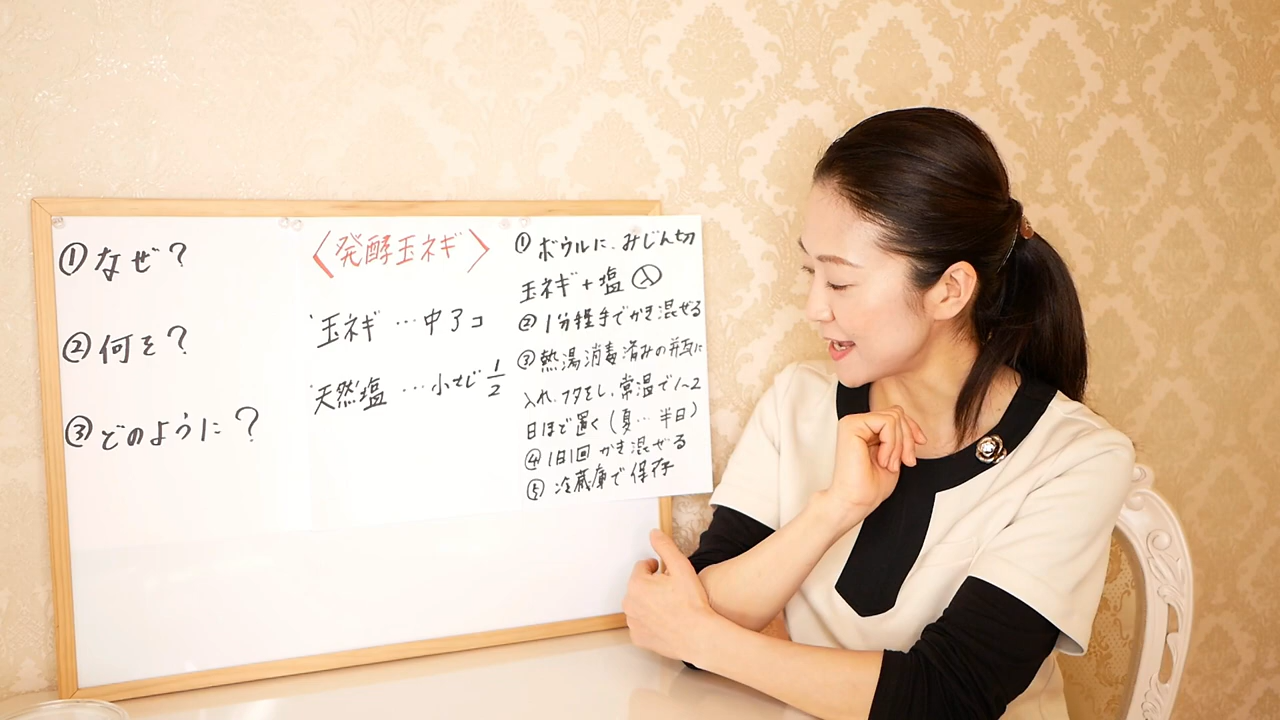 ①なぜ？
②何を？
③どのように？
〈発酵玉ネギ〉
玉ネギ…中1コ
天然塩…小さじ1/2
①ボウルに、みじん切
玉ネギ+塩㋑
②1分程手でかき混ぜる
③熱湯消毒済みの瓶に
入れ、フタをし、常温で1~2
日ほど置く(夏…半日)
④1日1回かき混ぜる
⑤冷蔵庫で保存